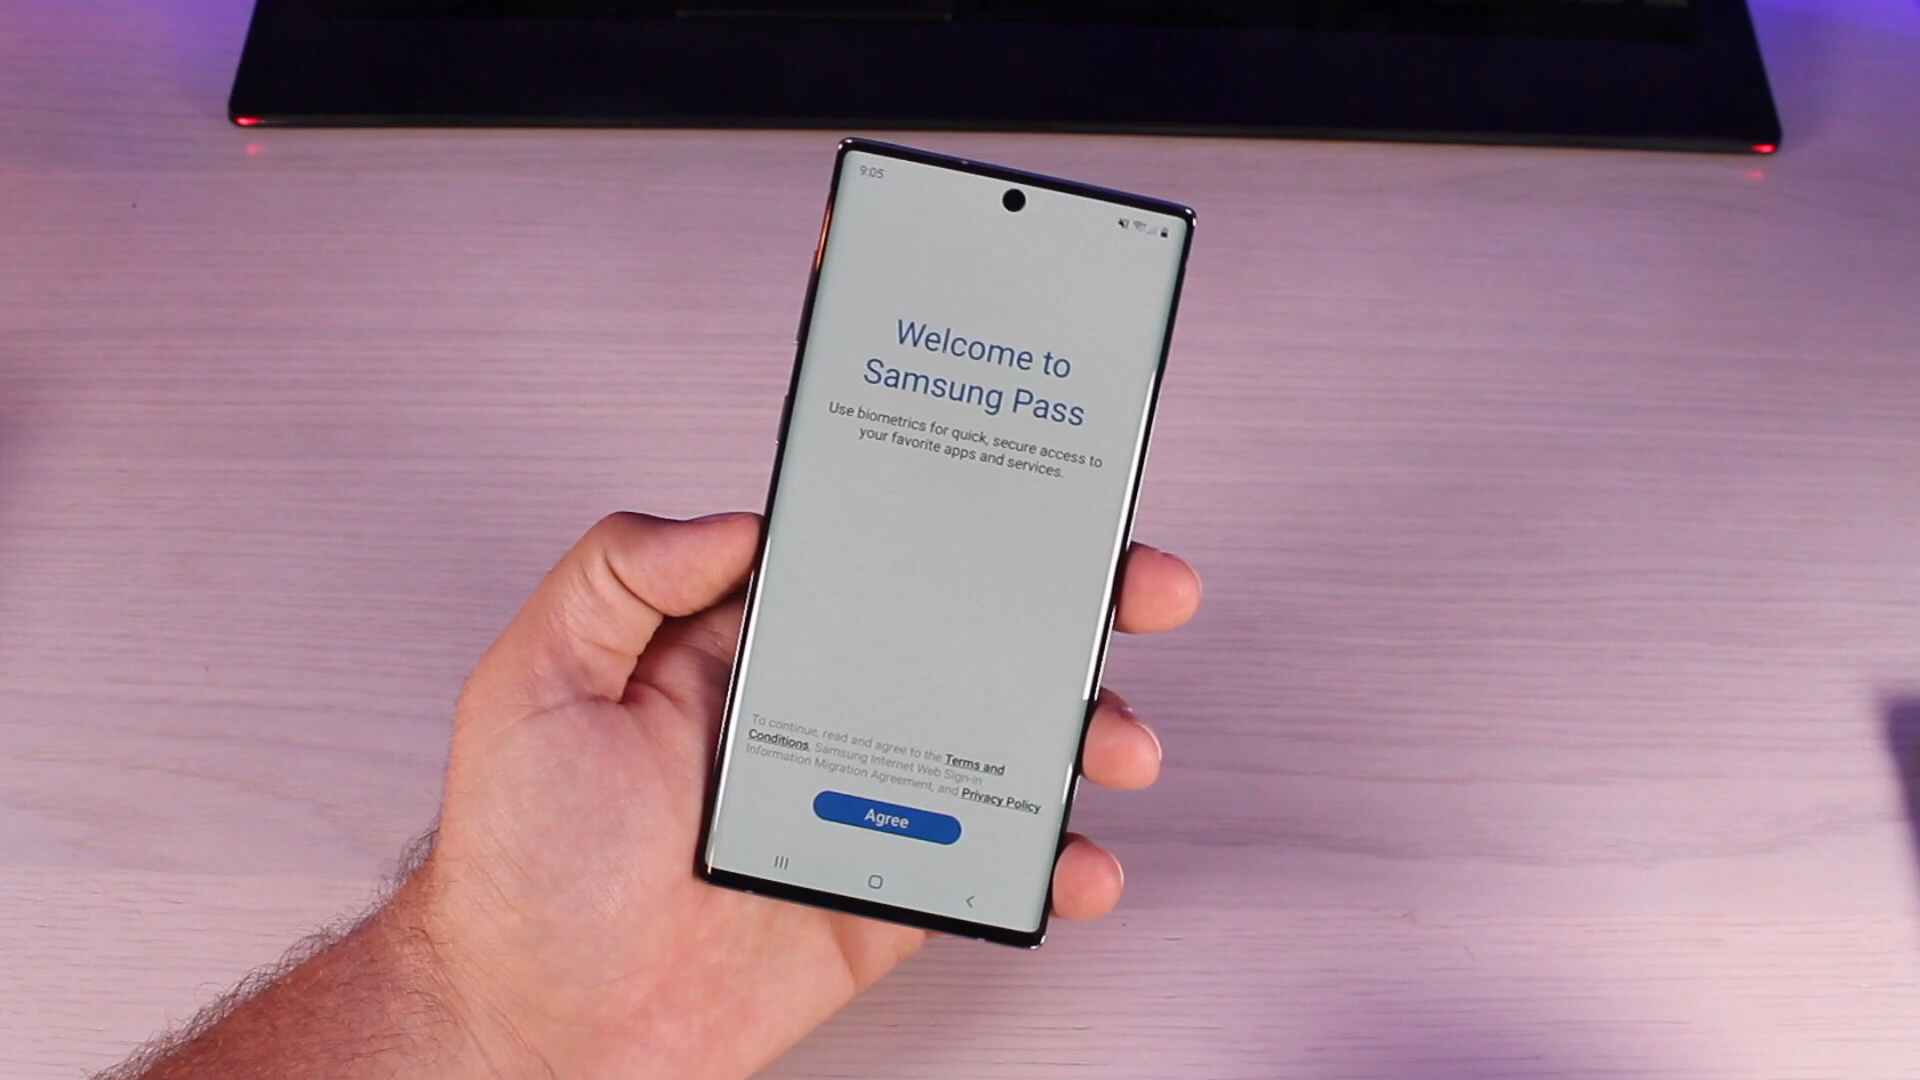 9:05
Welcome to
Samsung Pass
Use biometrics for quick, secure access to
your favorite apps and services.
To continue, read and agree to the Terms and
Conditions, Samsung Internet Web Sign-in
Information Migration Agreement, and Privacy Policy
Agree